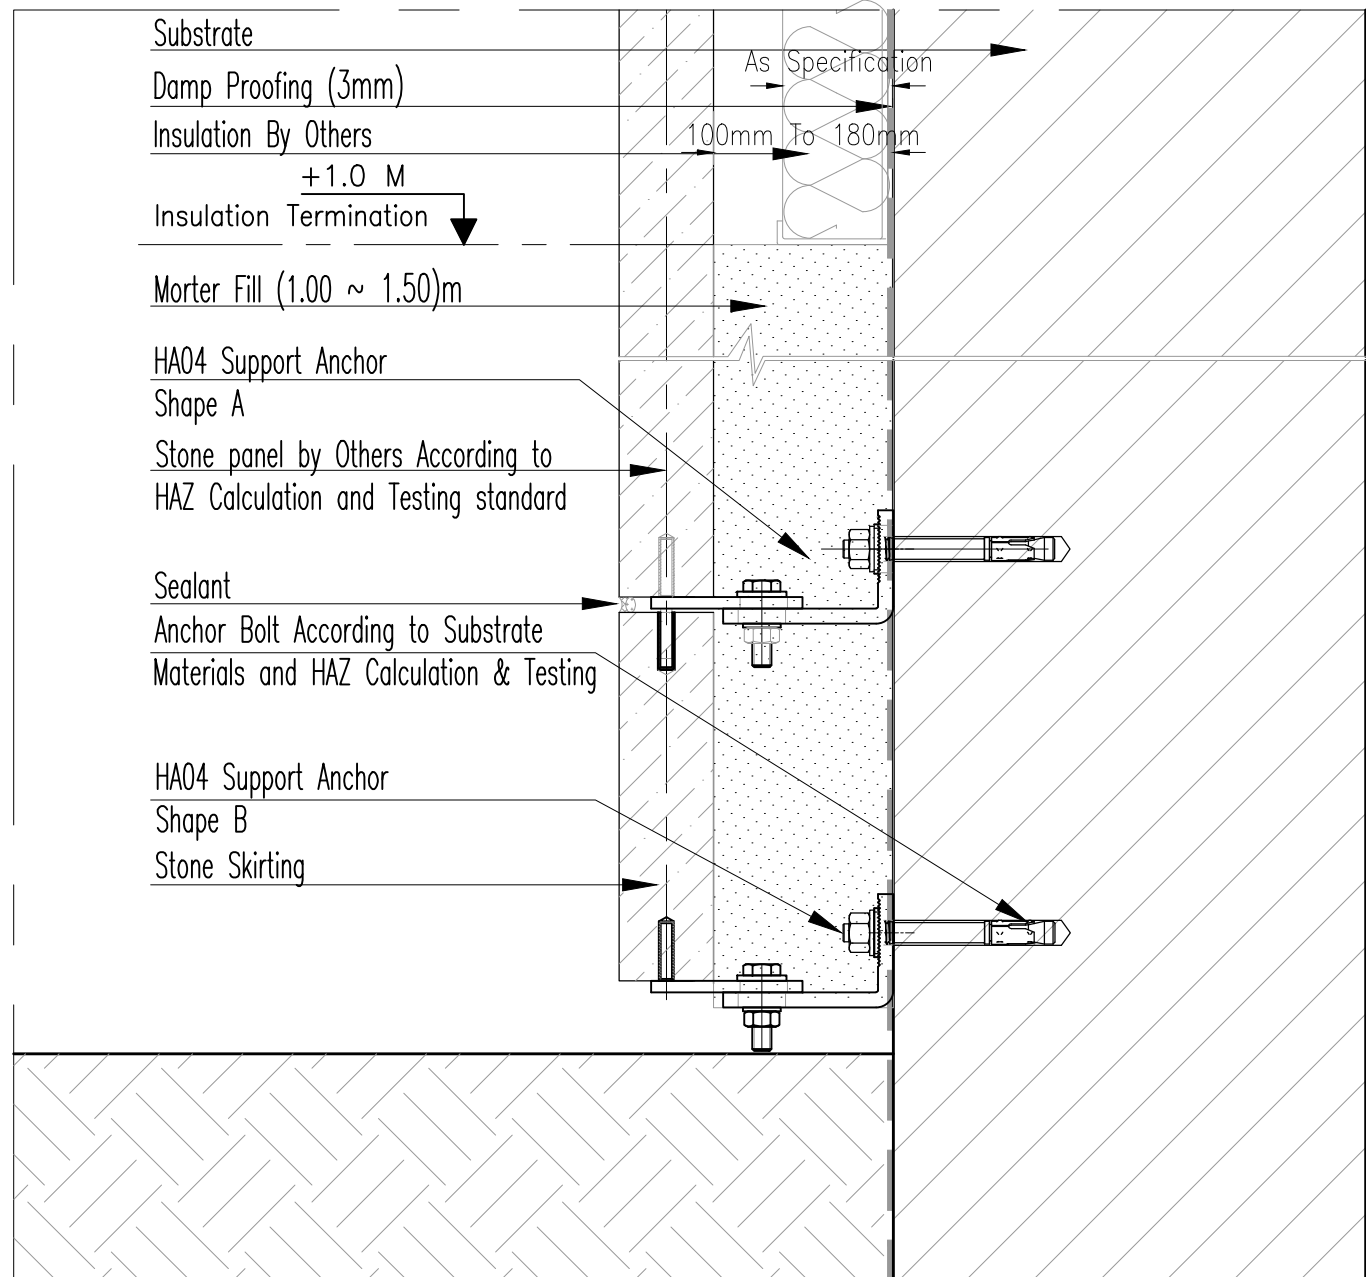 Substrate
As Specification
Damp Proofing (3mm)
Insulation By Others
100mm To 180mm
+1.0 M
Insulation Termination
Morter Fill (1.00 ~ 1.50)m
HA04 Support Anchor
Shape A
Stone panel by Others According to
HAZ Calculation and Testing standard
Sealant
Anchor Bolt According to Substrate
Materials and HAZ Calculation & Testing
HA04 Support Anchor
Shape B
Stone Skirting